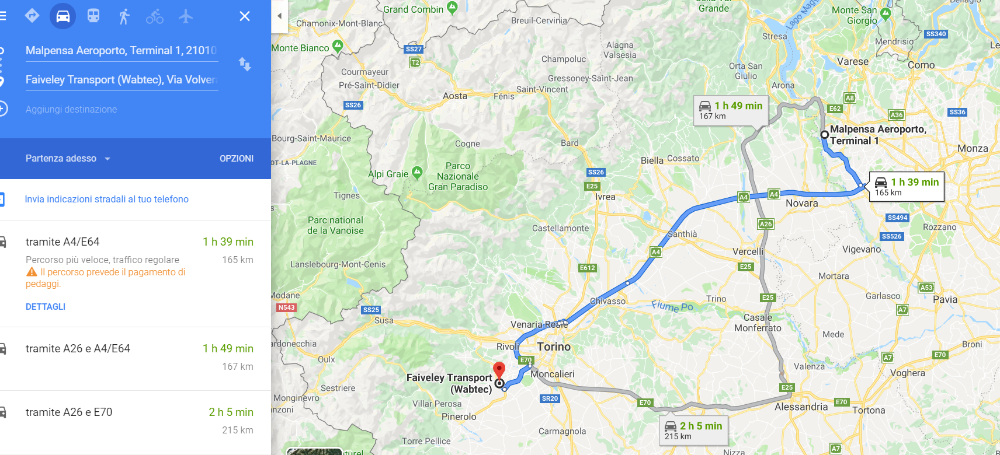 Malpensa Aeroporto, Terminal 1, 21010
Faiveley Transport (Wabtec), Via Volvera
Aggiungi destinazione
Partenza adesso
OPZIONI
Invia indicazioni stradali al tuo telefono
tramite A4/E64
1 h 39 min
Percorso più veloce, traffico regolare
165 km
Il percorso prevede il pagamento di
pedaggi.
DETTAGLI
tramite A26 e A4/E64
1 h 49 min
167 km
tramite A26 e E70
2 h 5 min
215 km
Grand Combin
Grande
Monte San
Giorgio
Chamonix-Mont-Blanc
Breuil-Cervinia
Lago Magg
Stresa
Mendrisio
SS340
Monte Bianco
SS27
T2
Alagna
Valsesia
Champoluc
Varese
Como
Courmayeur
Pré-Saint-Didier
Gressoney-Saint-Jean
Orta San
Giulio
Arona
Aosta
Fénis
Saint-Vincent
SS26
A8
E62
A36
SS36
1 h 49 min
167 km
Malpensa Aeroporto,
Terminal 1
Bourg-Saint-Maurice
Cogne
Bard
Monza
OT-LA-PLAGNE
Biella
Cossato
Alpi Graie
Parco
Nazionale
Gran Paradiso
SS26
E25
1 h 39 min
165 km
Tignes
Ivrea
A4
A4
Novara
Parc national
de la Vanoise
Castellamonte
A26
SS494
Rozzano
Santhià
SS526
A4
Vercelli
Vigevano
Lanslebourg-Mont-Cenis
E612
E25
Mortara
Modane
N543
A53
Garlasco
Pavia
SS25
Chivasso
Fiume Po
Trino
E25
A7
Susa
Venaria Reale
Casale
Monferrato
Mede
ardonecchia
Rivoli
Torino
Broni
Oulx
E70
A7
E70
Moncalieri
Valenza
Voghera
Faiveley Transport
(Wabtec)
Sestriere
E25
Monginevro
SR20
E70
E70
Villar Perosa
Alessandria
Tortona
Pinerolo
2 h 5 min
215 km
Carmagnola
Torre Pellice
A7
Nizza